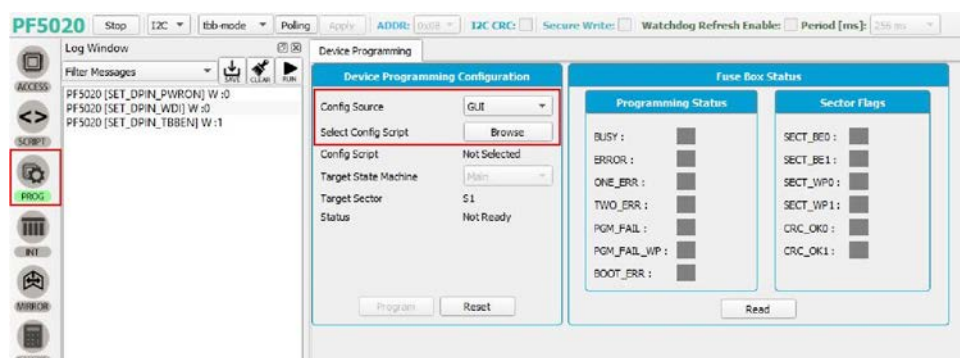 PF5020 Stop I2C tbb-mode Polling Apply ADDR: 0x08 I2C CRC: Secure Write: Watchdog Refresh Enable: Period [ms]: 256 ms
Log Window
Filter Messages SAVE CLEAR RUN
PF5020 [SET_DPIN_PWRON] W :0
PF5020 [SET_DPIN_WDI] W :0
PF5020 [SET_DPIN_TBBEN] W :1
ACCESS
SCRIPT
PROG
INT
MIRROR
Device Programming
Device Programming Configuration
Config Source GUI
Select Config Script Browse
Config Script Not Selected
Target State Machine Main
Target Sector S1
Status Not Ready
Program Reset
Fuse Box Status
Programming Status
BUSY :
ERROR :
ONE_ERR :
TWO_ERR :
PGM_FAIL :
PGM_FAIL_WP :
BOOT_ERR :
Sector Flags
SECT_BE0 :
SECT_BE1 :
SECT_WP0 :
SECT_WP1 :
CRC_OK0 :
CRC_OK1 :
Read